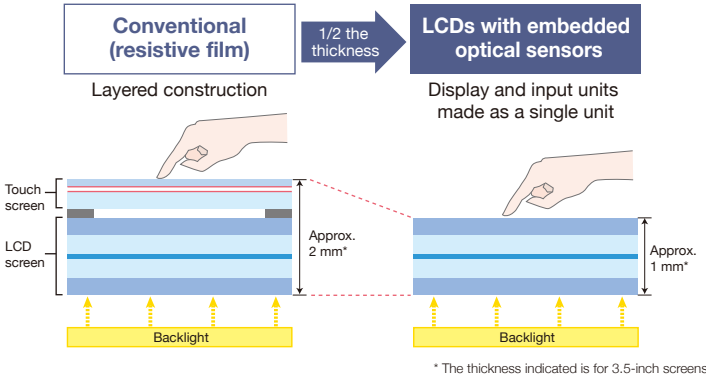 Conventional
(resistive film)
1/2 the
thickness
LCDs with embedded
optical sensors
Layered construction
Display and input units
made as a single unit
Touch
screen
LCD
screen
Approx.
2 mm*
Approx.
1 mm*
Backlight
Backlight
* The thickness indicated is for 3.5-inch screens